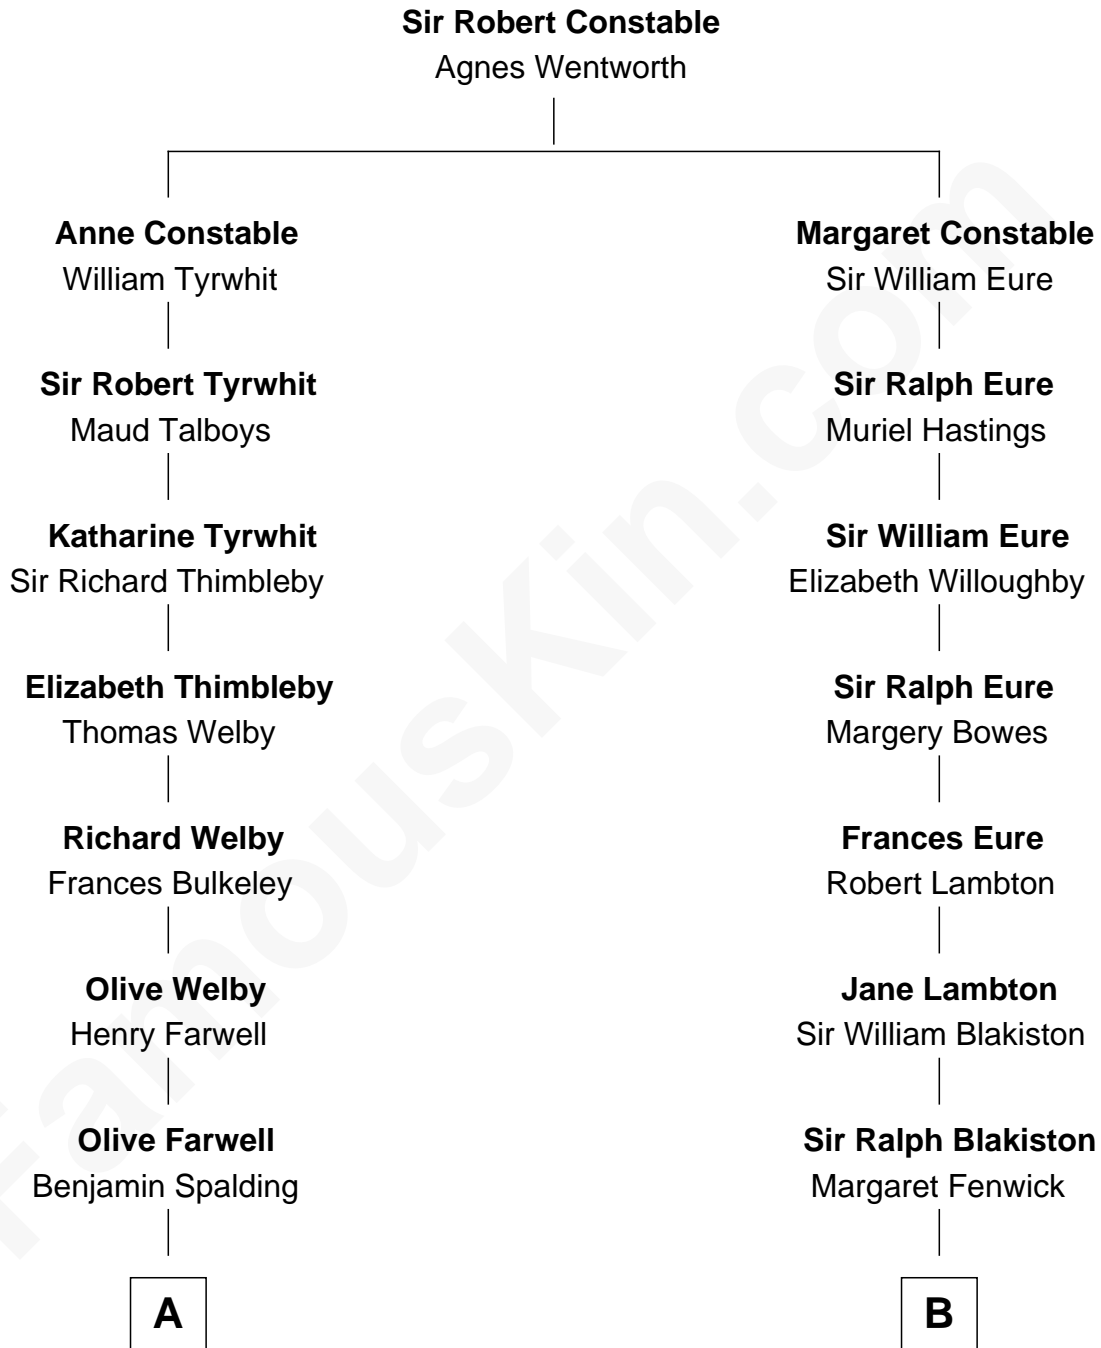 Sir Robert Constable
Agnes Wentworth
Anne Constable
William Tyrwhit
Margaret Constable
Sir William Eure
Sir Robert Tyrwhit
Maud Talboys
Sir Ralph Eure
Muriel Hastings
Katharine Tyrwhit
Sir Richard Thimbleby
Sir William Eure
Elizabeth Willoughby
Elizabeth Thimbleby
Thomas Welby
Sir Ralph Eure
Margery Bowes
Richard Welby
Frances Bulkeley
Frances Eure
Robert Lambton
Olive Welby
Henry Farwell
Jane Lambton
Sir William Blakiston
Olive Farwell
Benjamin Spalding
Sir Ralph Blakiston
Margaret Fenwick
A
B
FamousKin.com